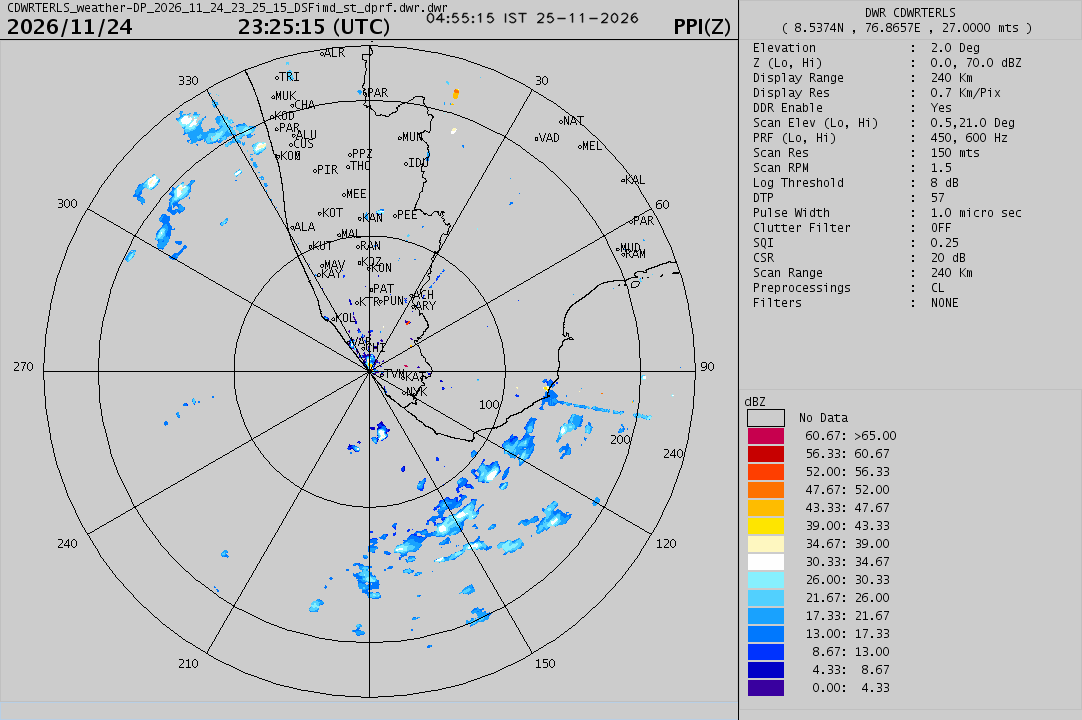 CDWRTERLS_weather-DP_2026_11_24_23_25_15_DSFimd_st_dprf.dwr.dwr
2026/11/24 23:25:15 (UTC) 04:55:15 IST 25-11-2026 PPI(Z)
DWR CDWRTERLS
( 8.5374N , 76.8657E , 27.0000 mts )
Elevation : 2.0 Deg
Z (Lo, Hi) : 0.0, 70.0 dBZ
Display Range : 240 Km
Display Res : 0.7 Km/Pix
DDR Enable : Yes
Scan Elev (Lo, Hi) : 0.5,21.0 Deg
PRF (Lo, Hi) : 450, 600 Hz
Scan Res : 150 mts
Scan RPM : 1.5
Log Threshold : 8 dB
DTP : 57
Pulse Width : 1.0 micro sec
Clutter Filter : OFF
SQI : 0.25
CSR : 20 dB
Scan Range : 240 Km
Preprocessings : CL
Filters : NONE
dBZ
No Data
60.67: >65.00
56.33: 60.67
52.00: 56.33
47.67: 52.00
43.33: 47.67
39.00: 43.33
34.67: 39.00
30.33: 34.67
26.00: 30.33
21.67: 26.00
17.33: 21.67
13.00: 17.33
8.67: 13.00
4.33: 8.67
0.00: 4.33
ALR
330
TRI
30
MUK
PAR
CHA
KOD
NAT
PAR
ALU
MUN
VAD
CUS
MEL
KOM
PPZ
THO
IDU
PIR
KAL
MEE
300
60
KOT
KAN
PEE
PAR
ALA
MAL
KUT
RAN
MUD
RAM
KOZ
MAV
KON
KAY
PAT
KTR
PUN
ACH
ARY
KOL
VAR
CHI
270
90
TVM
KAT
NYK
100
200
240
240
120
210
150